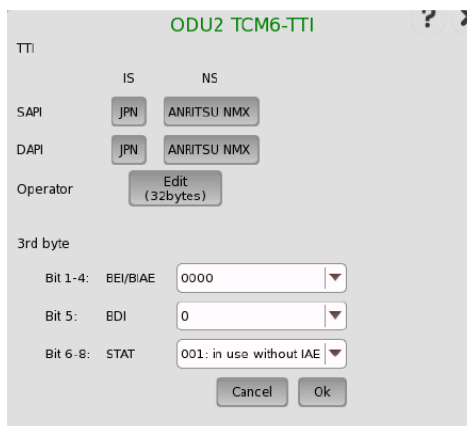 ODU2 TCM6-TTI
?
TTI
IS NS
SAPI JPN ANRITSU NMX
DAPI JPN ANRITSU NMX
Operator Edit
(32bytes)
3rd byte
Bit 1-4: BEI/BIAE 0000
Bit 5: BDI 0
Bit 6-8: STAT 001: in use without IAE
Cancel Ok